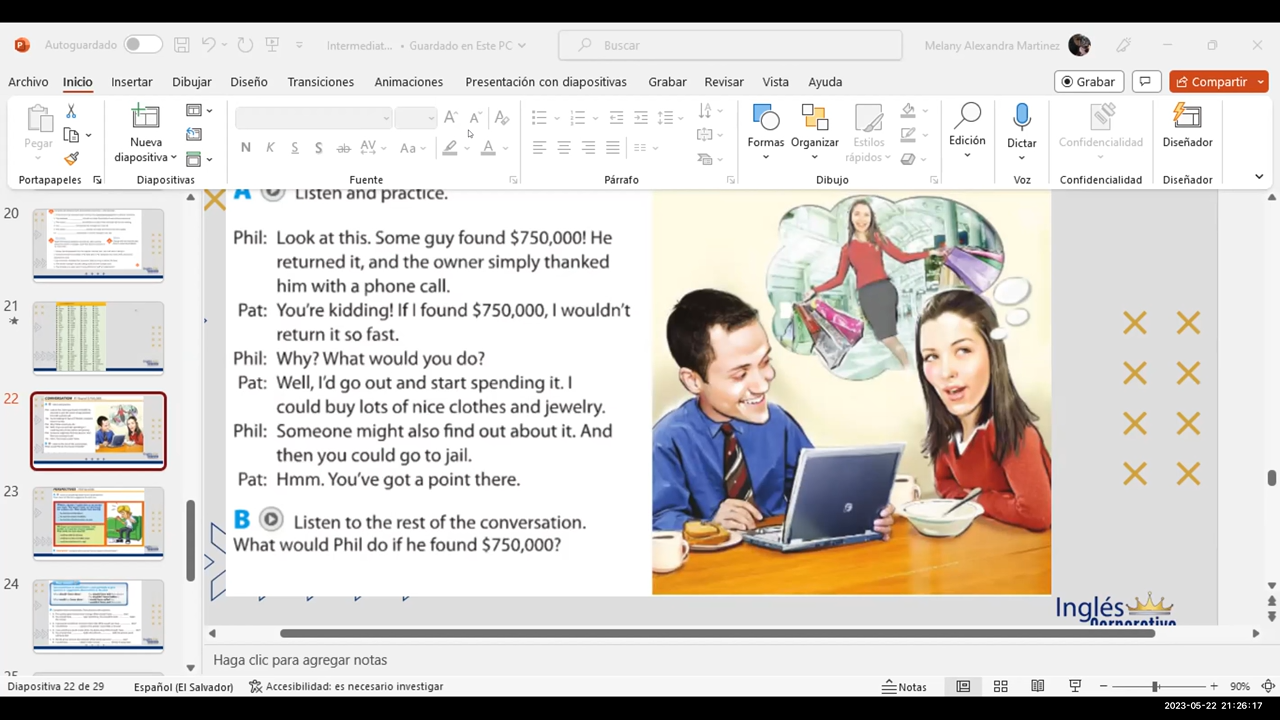 Autoguardado
Intermediat... • Guardado en Este PC
Buscar
Melany Alexandra Martinez
Archivo Inicio Insertar Dibujar Diseño Transiciones Animaciones Presentación con diapositivas Grabar Revisar Vista Ayuda
Grabar
Compartir
Pegar
Nueva diapositiva
N K S S ab AV Aa A
Formas Organizar Estilos rápidos
Edición
Dictar
Confidencialidad
Diseñador
Portapapeles Diapositivas Fuente Párrafo Dibujo Voz Confidencialidad Diseñador
20
21
22
23
24
A Listen and practice.
Phil: Look at this. Some guy found $750,000! He
returned it, and the owner simply thanked
him with a phone call.
Pat: You're kidding! If I found $750,000, I wouldn't
return it so fast.
Phil: Why? What would you do?
Pat: Well, I'd go out and start spending it. I
could buy lots of nice clothes and jewelry.
Phil: Someone might also find out about it. And
then you could go to jail.
Pat: Hmm. You've got a point there.
B Listen to the rest of the conversation.
What would Phil do if he found $750,000?
hp
Inglés
Corporativo
Haga clic para agregar notas
Diapositiva 22 de 29 Español (El Salvador) Accesibilidad: es necesario investigar Notas 90%
2023-05-22 21:26:17